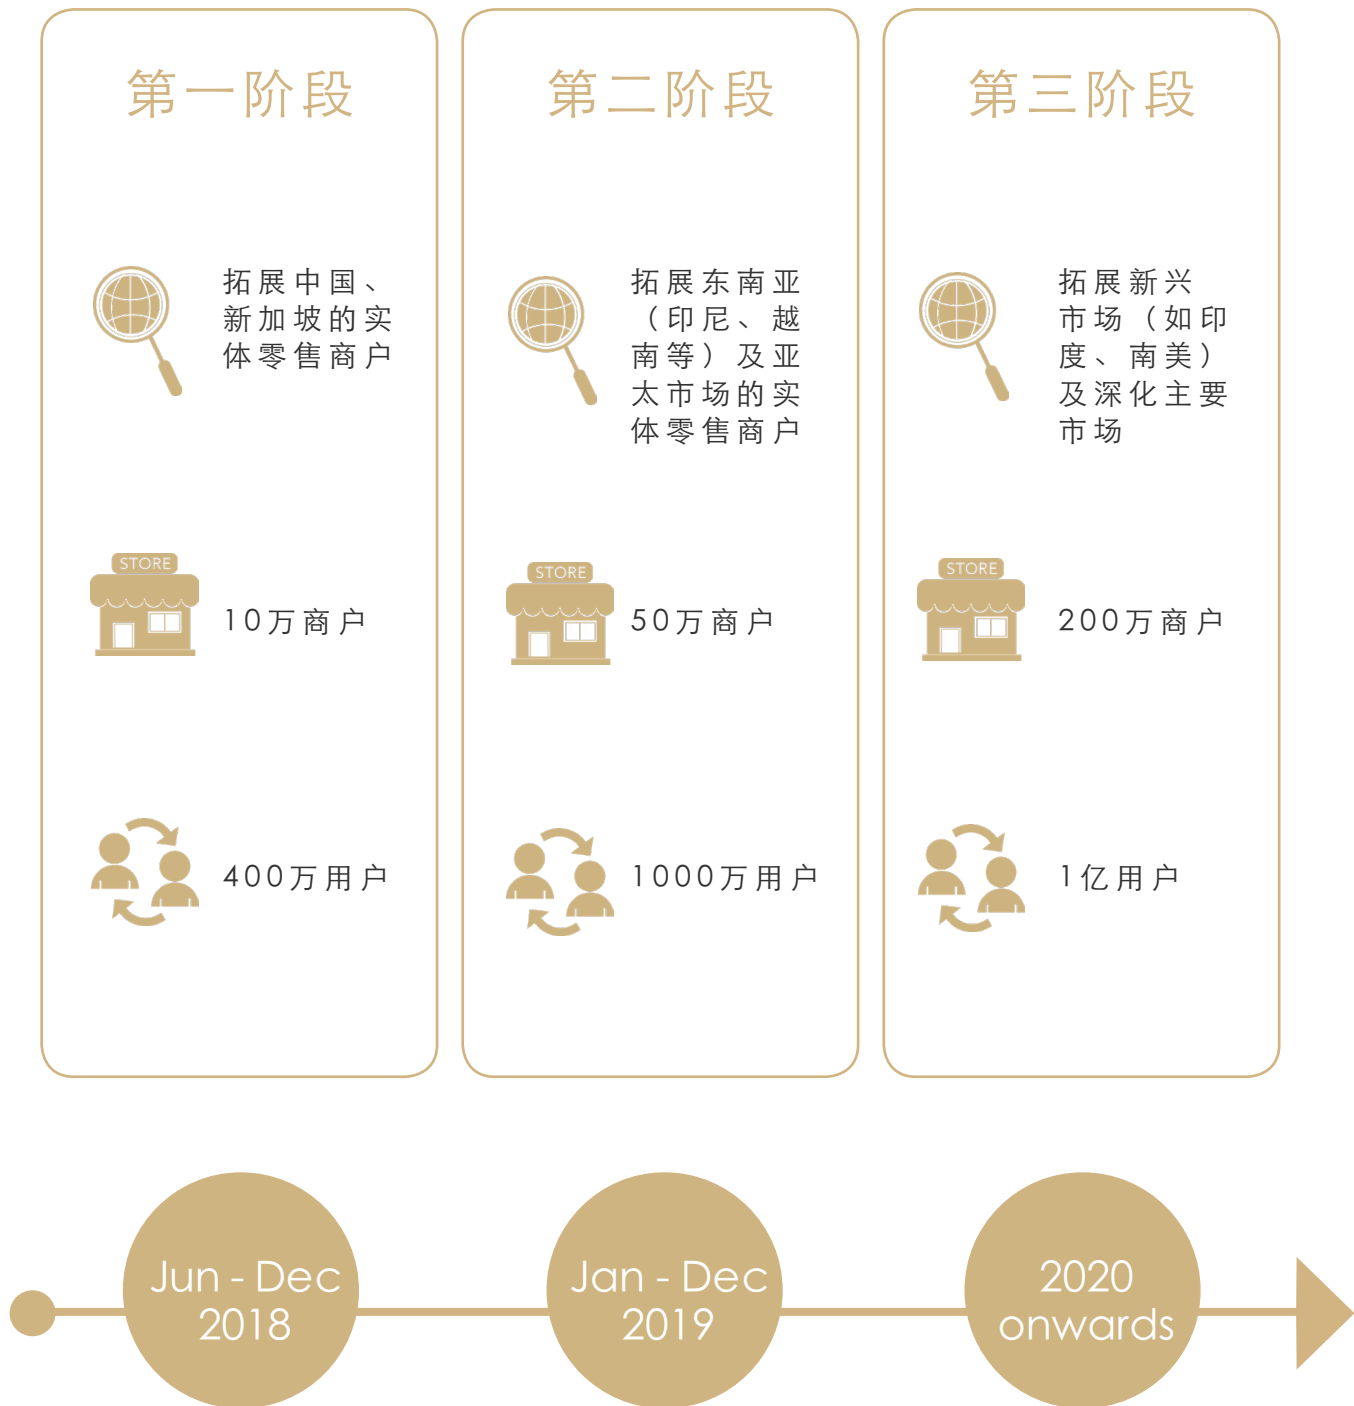 第一阶段
拓展中国、
新加坡的实
体零售商户
STORE
10万商户
400万用户
第二阶段
拓展东南亚
（印尼、越
南等）及亚
太市场的实
体零售商户
STORE
50万商户
1000万用户
第三阶段
拓展新兴
市场（如印
度、南美）
及深化主要
市场
STORE
200万商户
1亿用户
Jun - Dec
2018
Jan - Dec
2019
2020
onwards